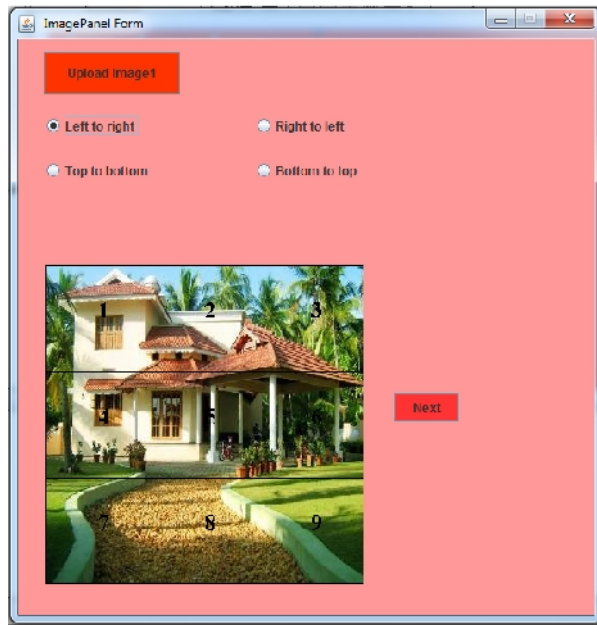 ImagePanel Form
Upload Image1
Left to right
Right to left
Top to bottom
Bottom to top
1 2 3
4 5 6
Next
7 8 9